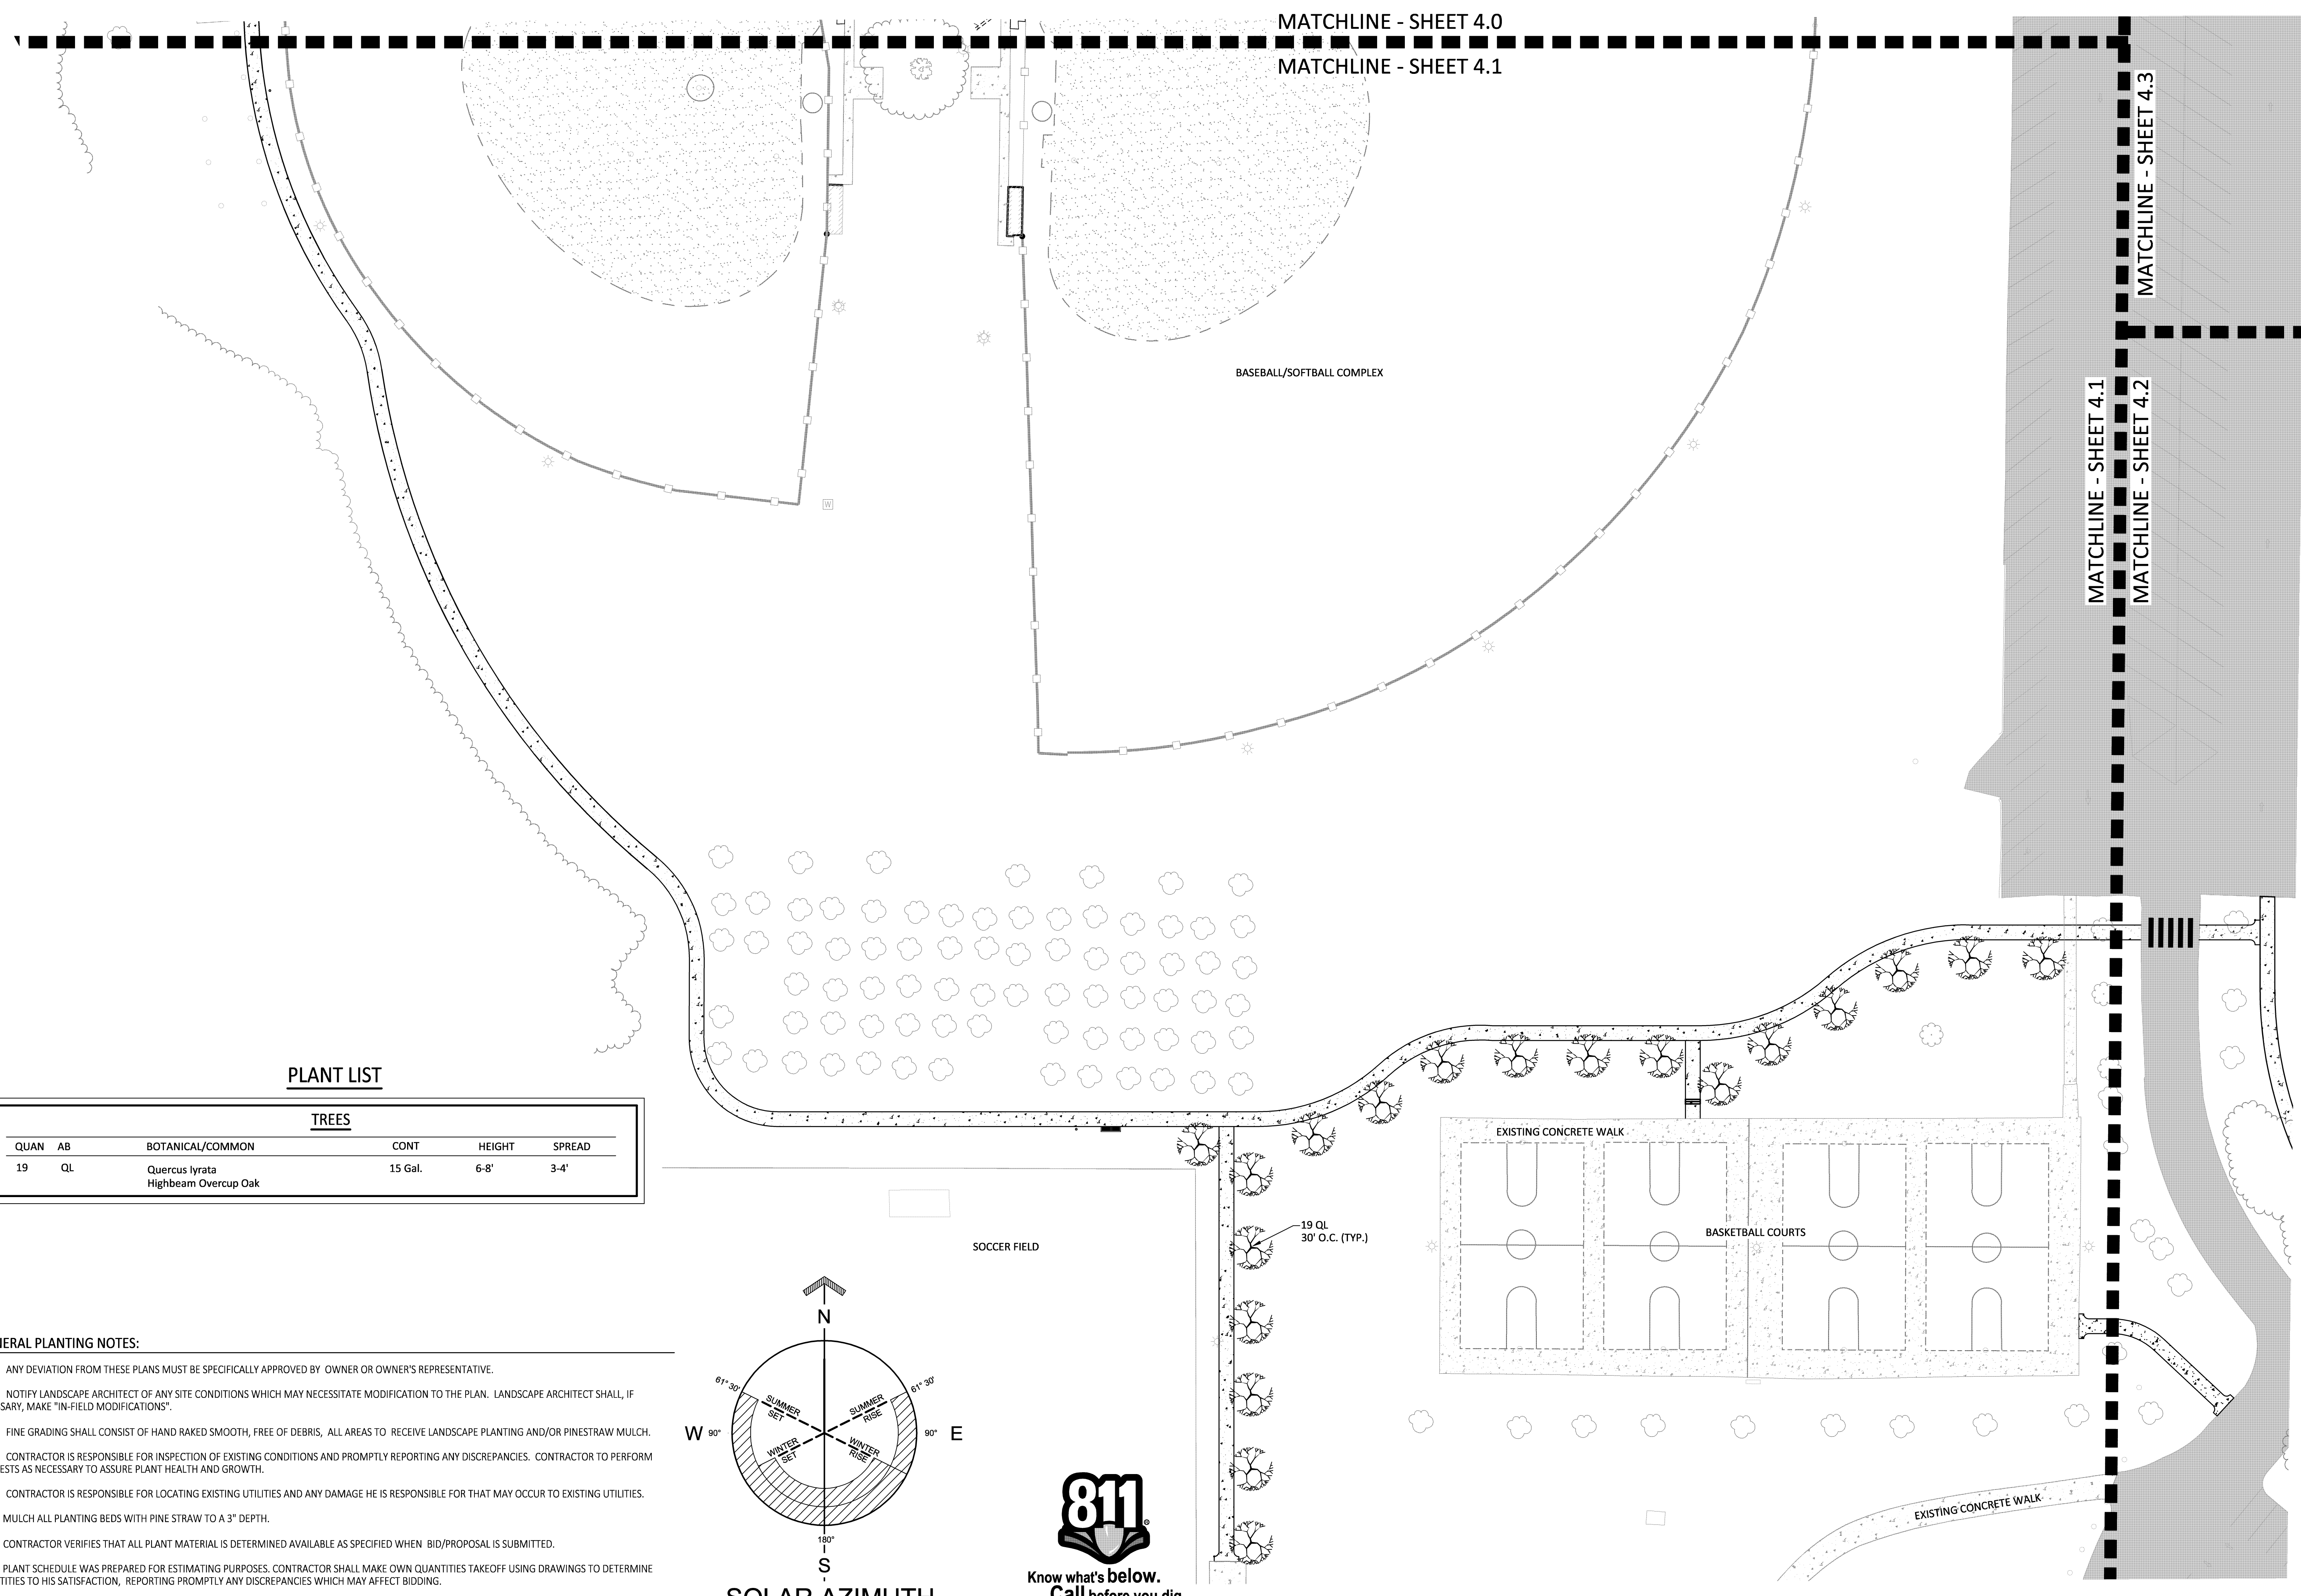 MATCHLINE - SHEET 4.0
MATCHLINE - SHEET 4.1
MATCHLINE - SHEET 4.3
MATCHLINE - SHEET 4.1
MATCHLINE - SHEET 4.2
BASEBALL/SOFTBALL COMPLEX
W
PLANT LIST
TREES
QUAN AB BOTANICAL/COMMON CONT HEIGHT SPREAD
19 QL Quercus lyrata 15 Gal. 6-8' 3-4'
Highbeam Overcup Oak
EXISTING CONCRETE WALK
BASKETBALL COURTS
19 QL
30' O.C. (TYP.)
SOCCER FIELD
EXISTING CONCRETE WALK
NERAL PLANTING NOTES:
ANY DEVIATION FROM THESE PLANS MUST BE SPECIFICALLY APPROVED BY OWNER OR OWNER'S REPRESENTATIVE.
NOTIFY LANDSCAPE ARCHITECT OF ANY SITE CONDITIONS WHICH MAY NECESSITATE MODIFICATION TO THE PLAN. LANDSCAPE ARCHITECT SHALL, IF
SSARY, MAKE "IN-FIELD MODIFICATIONS".
FINE GRADING SHALL CONSIST OF HAND RAKED SMOOTH, FREE OF DEBRIS, ALL AREAS TO RECEIVE LANDSCAPE PLANTING AND/OR PINESTRAW MULCH.
CONTRACTOR IS RESPONSIBLE FOR INSPECTION OF EXISTING CONDITIONS AND PROMPTLY REPORTING ANY DISCREPANCIES. CONTRACTOR TO PERFORM
ESTS AS NECESSARY TO ASSURE PLANT HEALTH AND GROWTH.
CONTRACTOR IS RESPONSIBLE FOR LOCATING EXISTING UTILITIES AND ANY DAMAGE HE IS RESPONSIBLE FOR THAT MAY OCCUR TO EXISTING UTILITIES.
MULCH ALL PLANTING BEDS WITH PINE STRAW TO A 3" DEPTH.
CONTRACTOR VERIFIES THAT ALL PLANT MATERIAL IS DETERMINED AVAILABLE AS SPECIFIED WHEN BID/PROPOSAL IS SUBMITTED.
PLANT SCHEDULE WAS PREPARED FOR ESTIMATING PURPOSES. CONTRACTOR SHALL MAKE OWN QUANTITIES TAKEOFF USING DRAWINGS TO DETERMINE
TITIES TO HIS SATISFACTION, REPORTING PROMPTLY ANY DISCREPANCIES WHICH MAY AFFECT BIDDING.
N
61° 30' 61° 30'
SUMMER SET
SUMMER RISE
W 90° 90° E
WINTER SET
WINTER RISE
180°
S
SOLAR AZIMUTH
811®
Know what's below.
Call before you dig